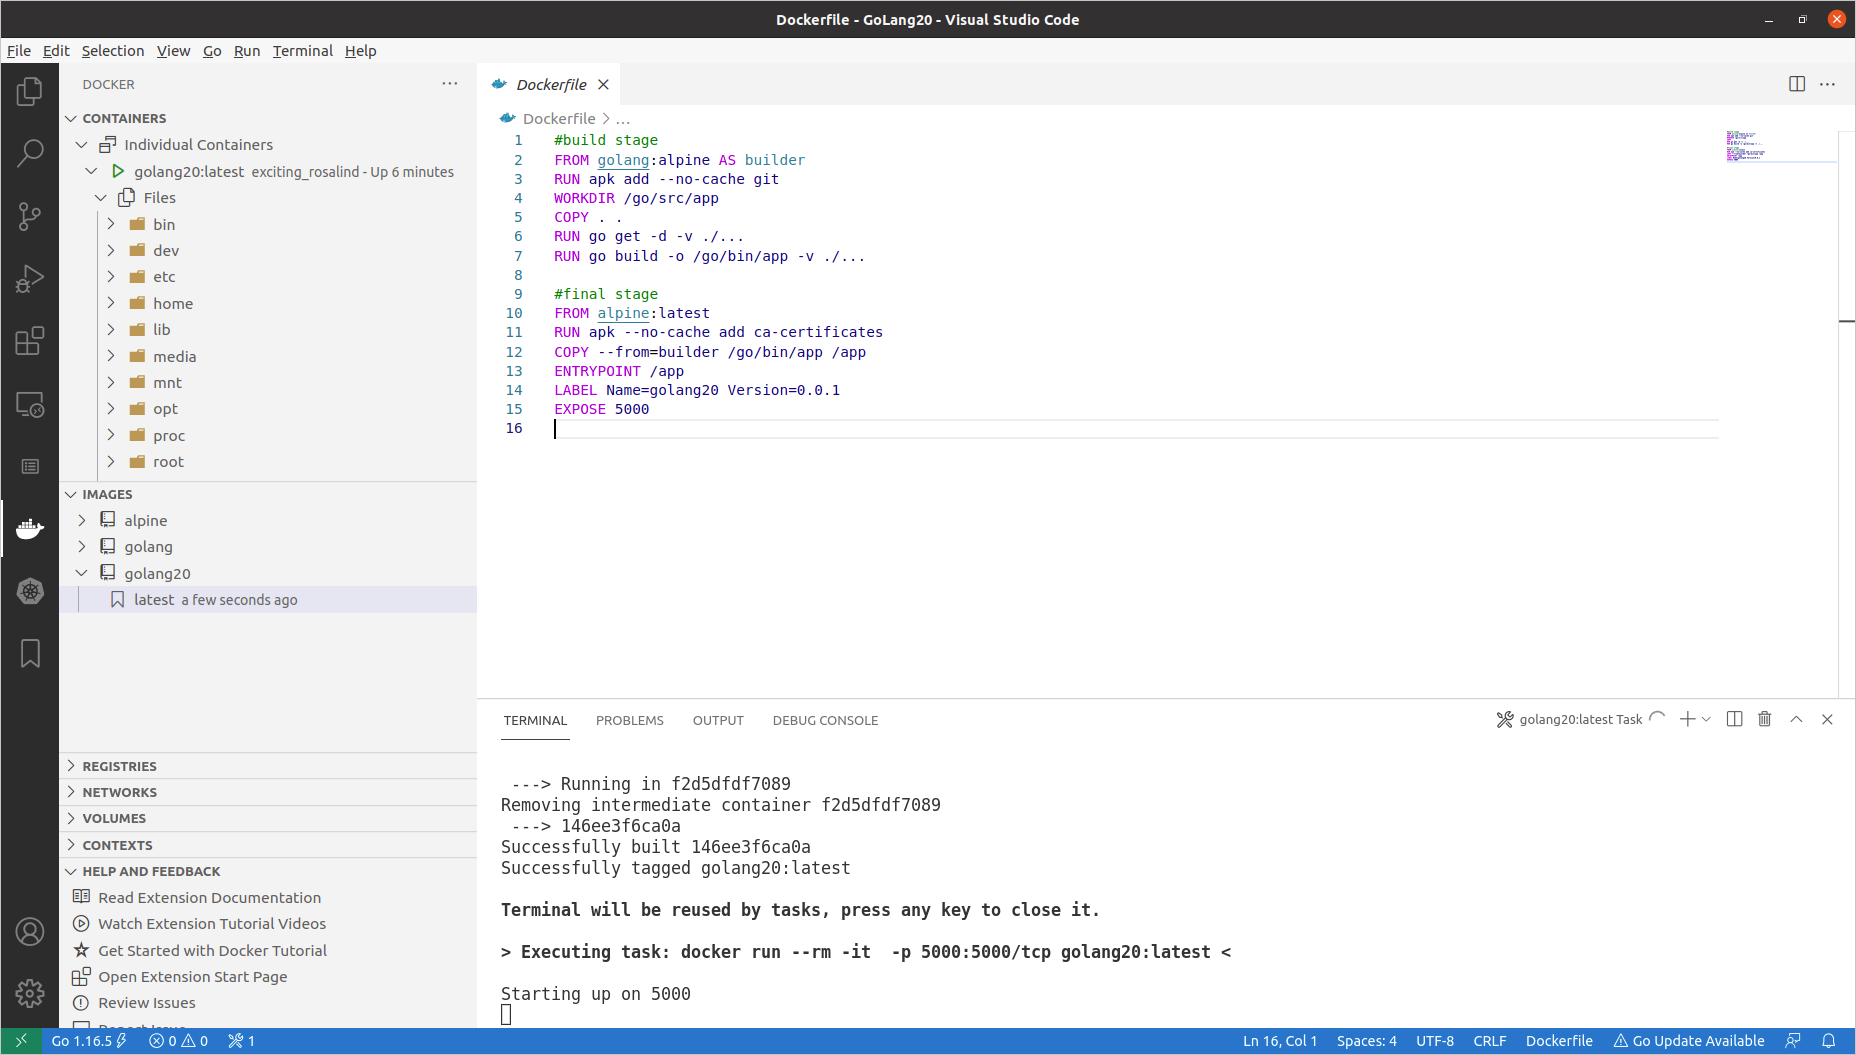 Dockerfile - GoLang20 - Visual Studio Code
File Edit Selection View Go Run Terminal Help
DOCKER
CONTAINERS
Individual Containers
golang20:latest exciting_rosalind - Up 6 minutes
Files
bin
dev
etc
home
lib
media
mnt
opt
proc
root
IMAGES
alpine
golang
golang20
latest a few seconds ago
REGISTRIES
NETWORKS
VOLUMES
CONTEXTS
HELP AND FEEDBACK
Read Extension Documentation
Watch Extension Tutorial Videos
Get Started with Docker Tutorial
Open Extension Start Page
Review Issues
Dockerfile
Dockerfile > ...
1 #build stage
2 FROM golang:alpine AS builder
3 RUN apk add --no-cache git
4 WORKDIR /go/src/app
5 COPY . .
6 RUN go get -d -v ./...
7 RUN go build -o /go/bin/app -v ./...
8
9 #final stage
10 FROM alpine:latest
11 RUN apk --no-cache add ca-certificates
12 COPY --from=builder /go/bin/app /app
13 ENTRYPOINT /app
14 LABEL Name=golang20 Version=0.0.1
15 EXPOSE 5000
16
TERMINAL PROBLEMS OUTPUT DEBUG CONSOLE
golang20:latest Task
---> Running in f2d5dfdf7089
Removing intermediate container f2d5dfdf7089
---> 146ee3f6ca0a
Successfully built 146ee3f6ca0a
Successfully tagged golang20:latest
Terminal will be reused by tasks, press any key to close it.
> Executing task: docker run --rm -it  -p 5000:5000/tcp golang20:latest <
Starting up on 5000
Go 1.16.5 0 0 1
Ln 16, Col 1 Spaces: 4 UTF-8 CRLF Dockerfile Go Update Available